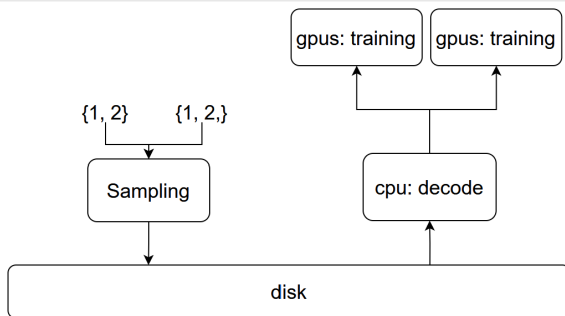 gpus: training
gpus: training
{1, 2}
{1, 2,}
Sampling
cpu: decode
disk